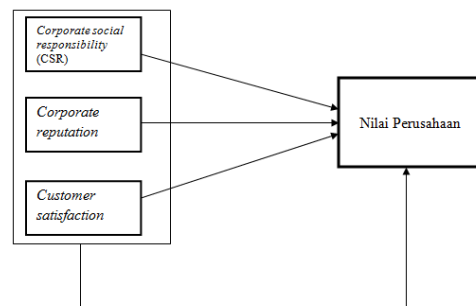 Corporate social
responsibility
(CSR)
Corporate
reputation
Nilai Perusahaan
Customer
satisfaction